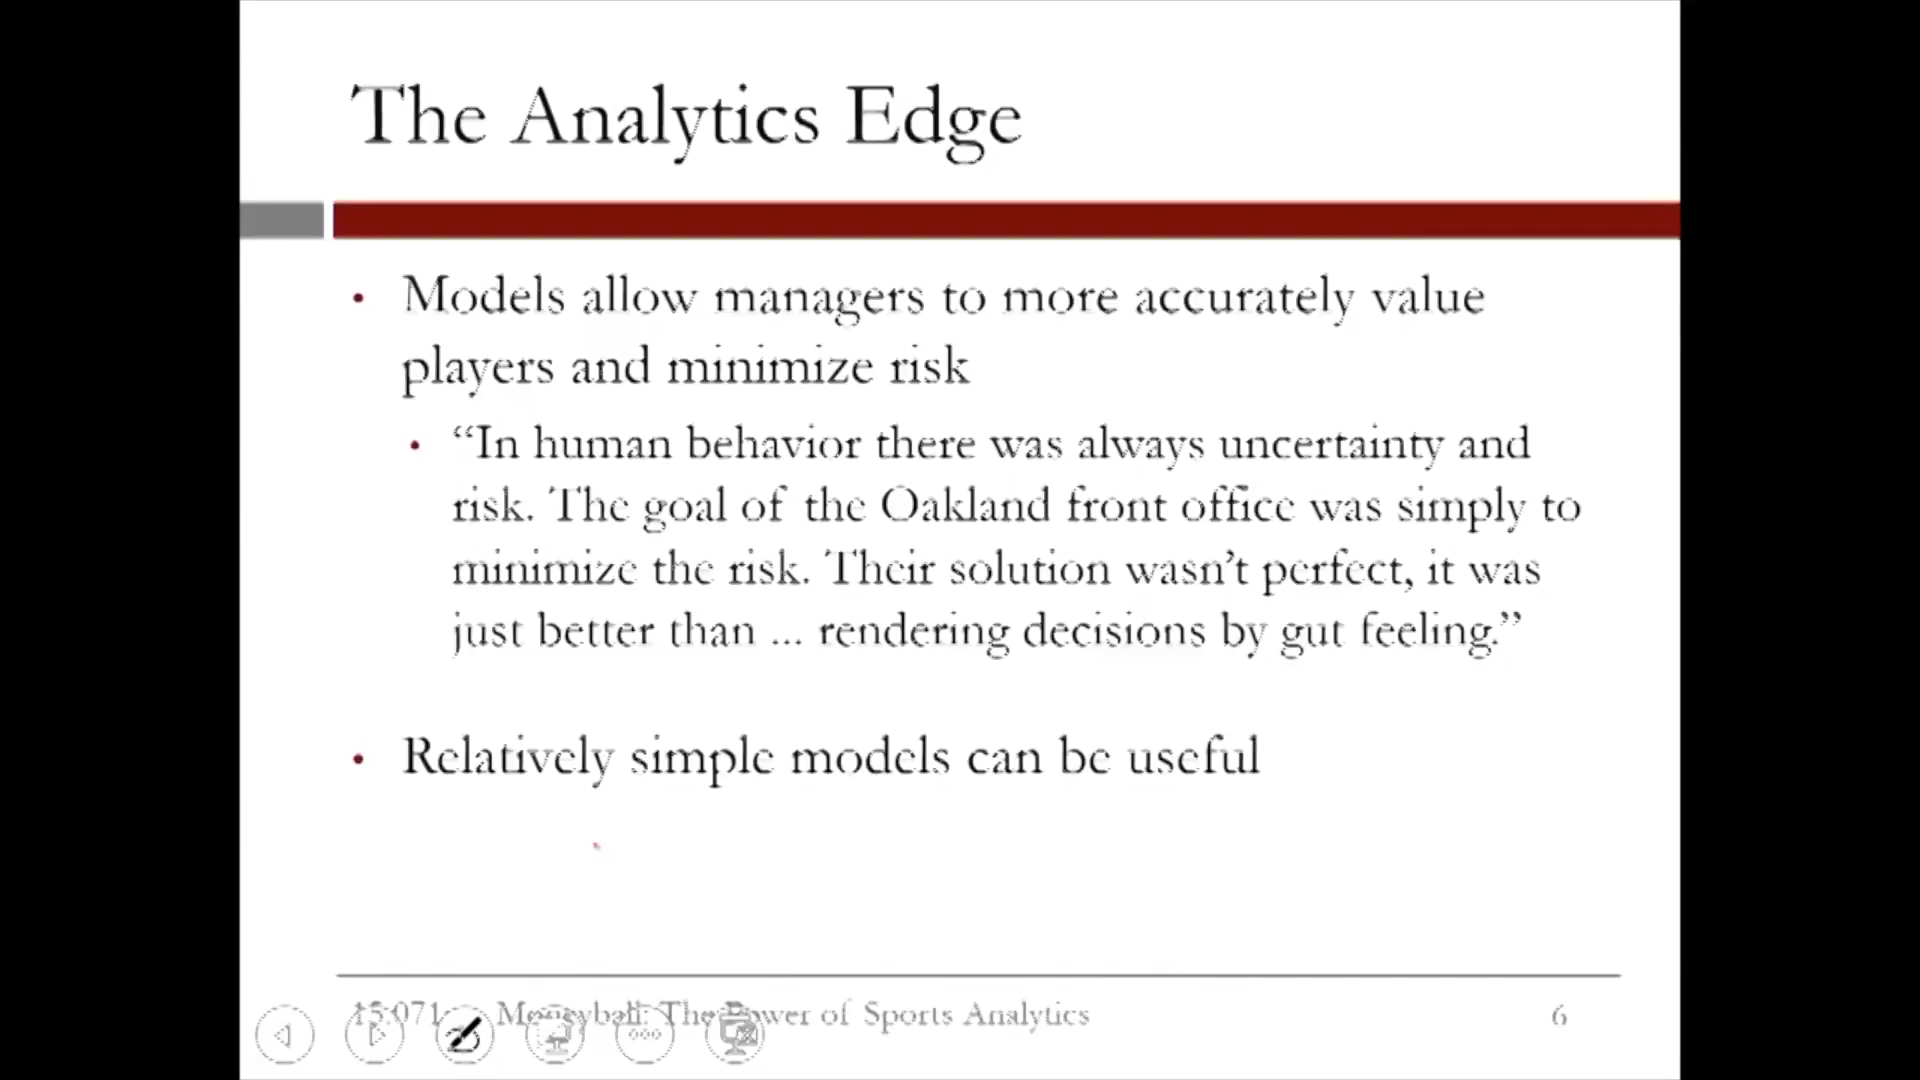 The Analytics Edge
• Models allow managers to more accurately value
players and minimize risk
• “In human behavior there was always uncertainty and
risk. The goal of the Oakland front office was simply to
minimize the risk. Their solution wasn’t perfect, it was
just better than ... rendering decisions by gut feeling.”
• Relatively simple models can be useful
Moneyball: The Power of Sports Analytics 6